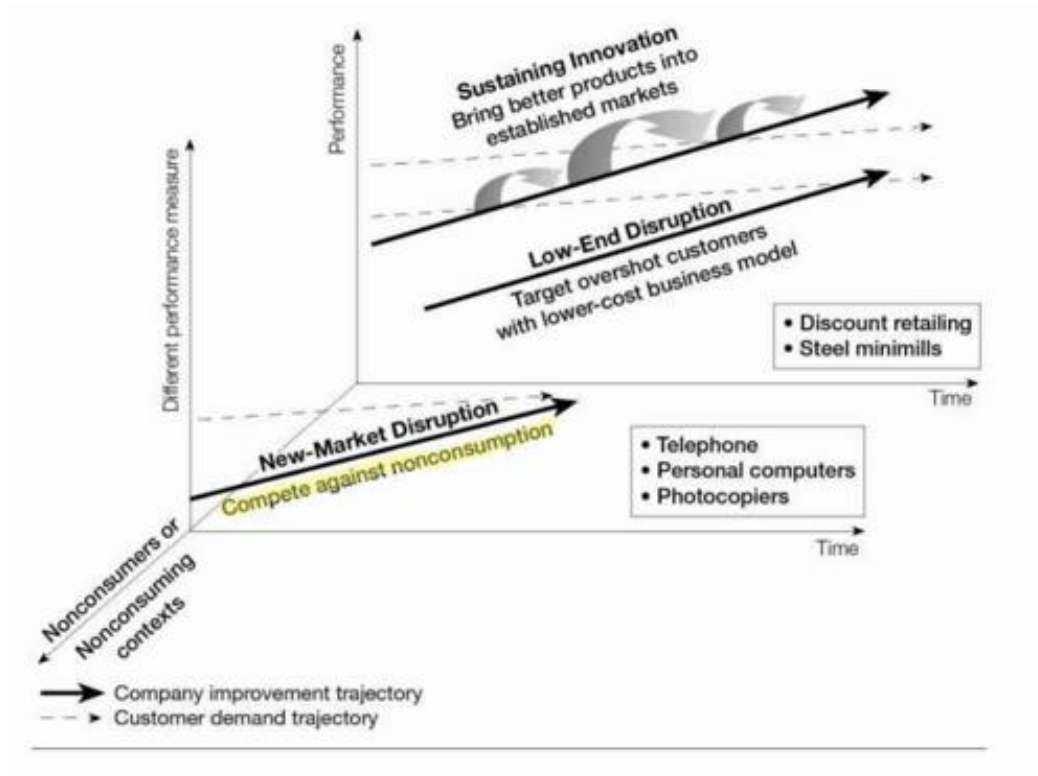 Performance
Sustaining Innovation
Bring better products into
established markets
Different performance measure
Low-End Disruption
Target overshot customers
with lower-cost business model
• Discount retailing
• Steel minimills
Time
New-Market Disruption
Compete against nonconsumption
• Telephone
• Personal computers
• Photocopiers
Time
Nonconsumers or
Nonconsuming
contexts
Company improvement trajectory
Customer demand trajectory